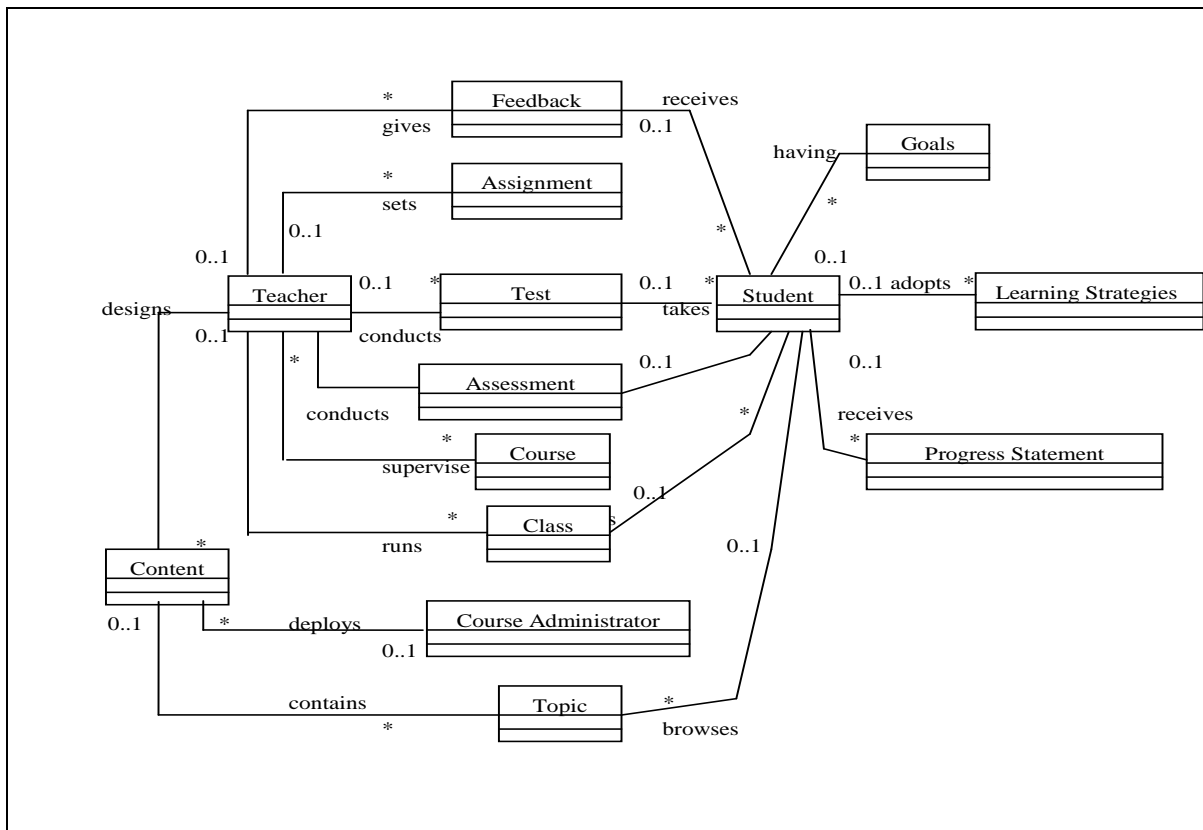 * Feedback receives
gives 0..1
having Goals
* Assignment
sets *
0..1 *
0..1 0..1
Teacher 0..1 * Test 0..1 * Student 0..1 adopts * Learning Strategies
designs takes
0..1 conducts
* Assessment 0..1 0..1
conducts * receives
* Course * Progress Statement
supervise
0..1
* Class
runs 0..1
*
Content
0..1 * deploys Course Administrator
0..1
contains * Topic
* browses